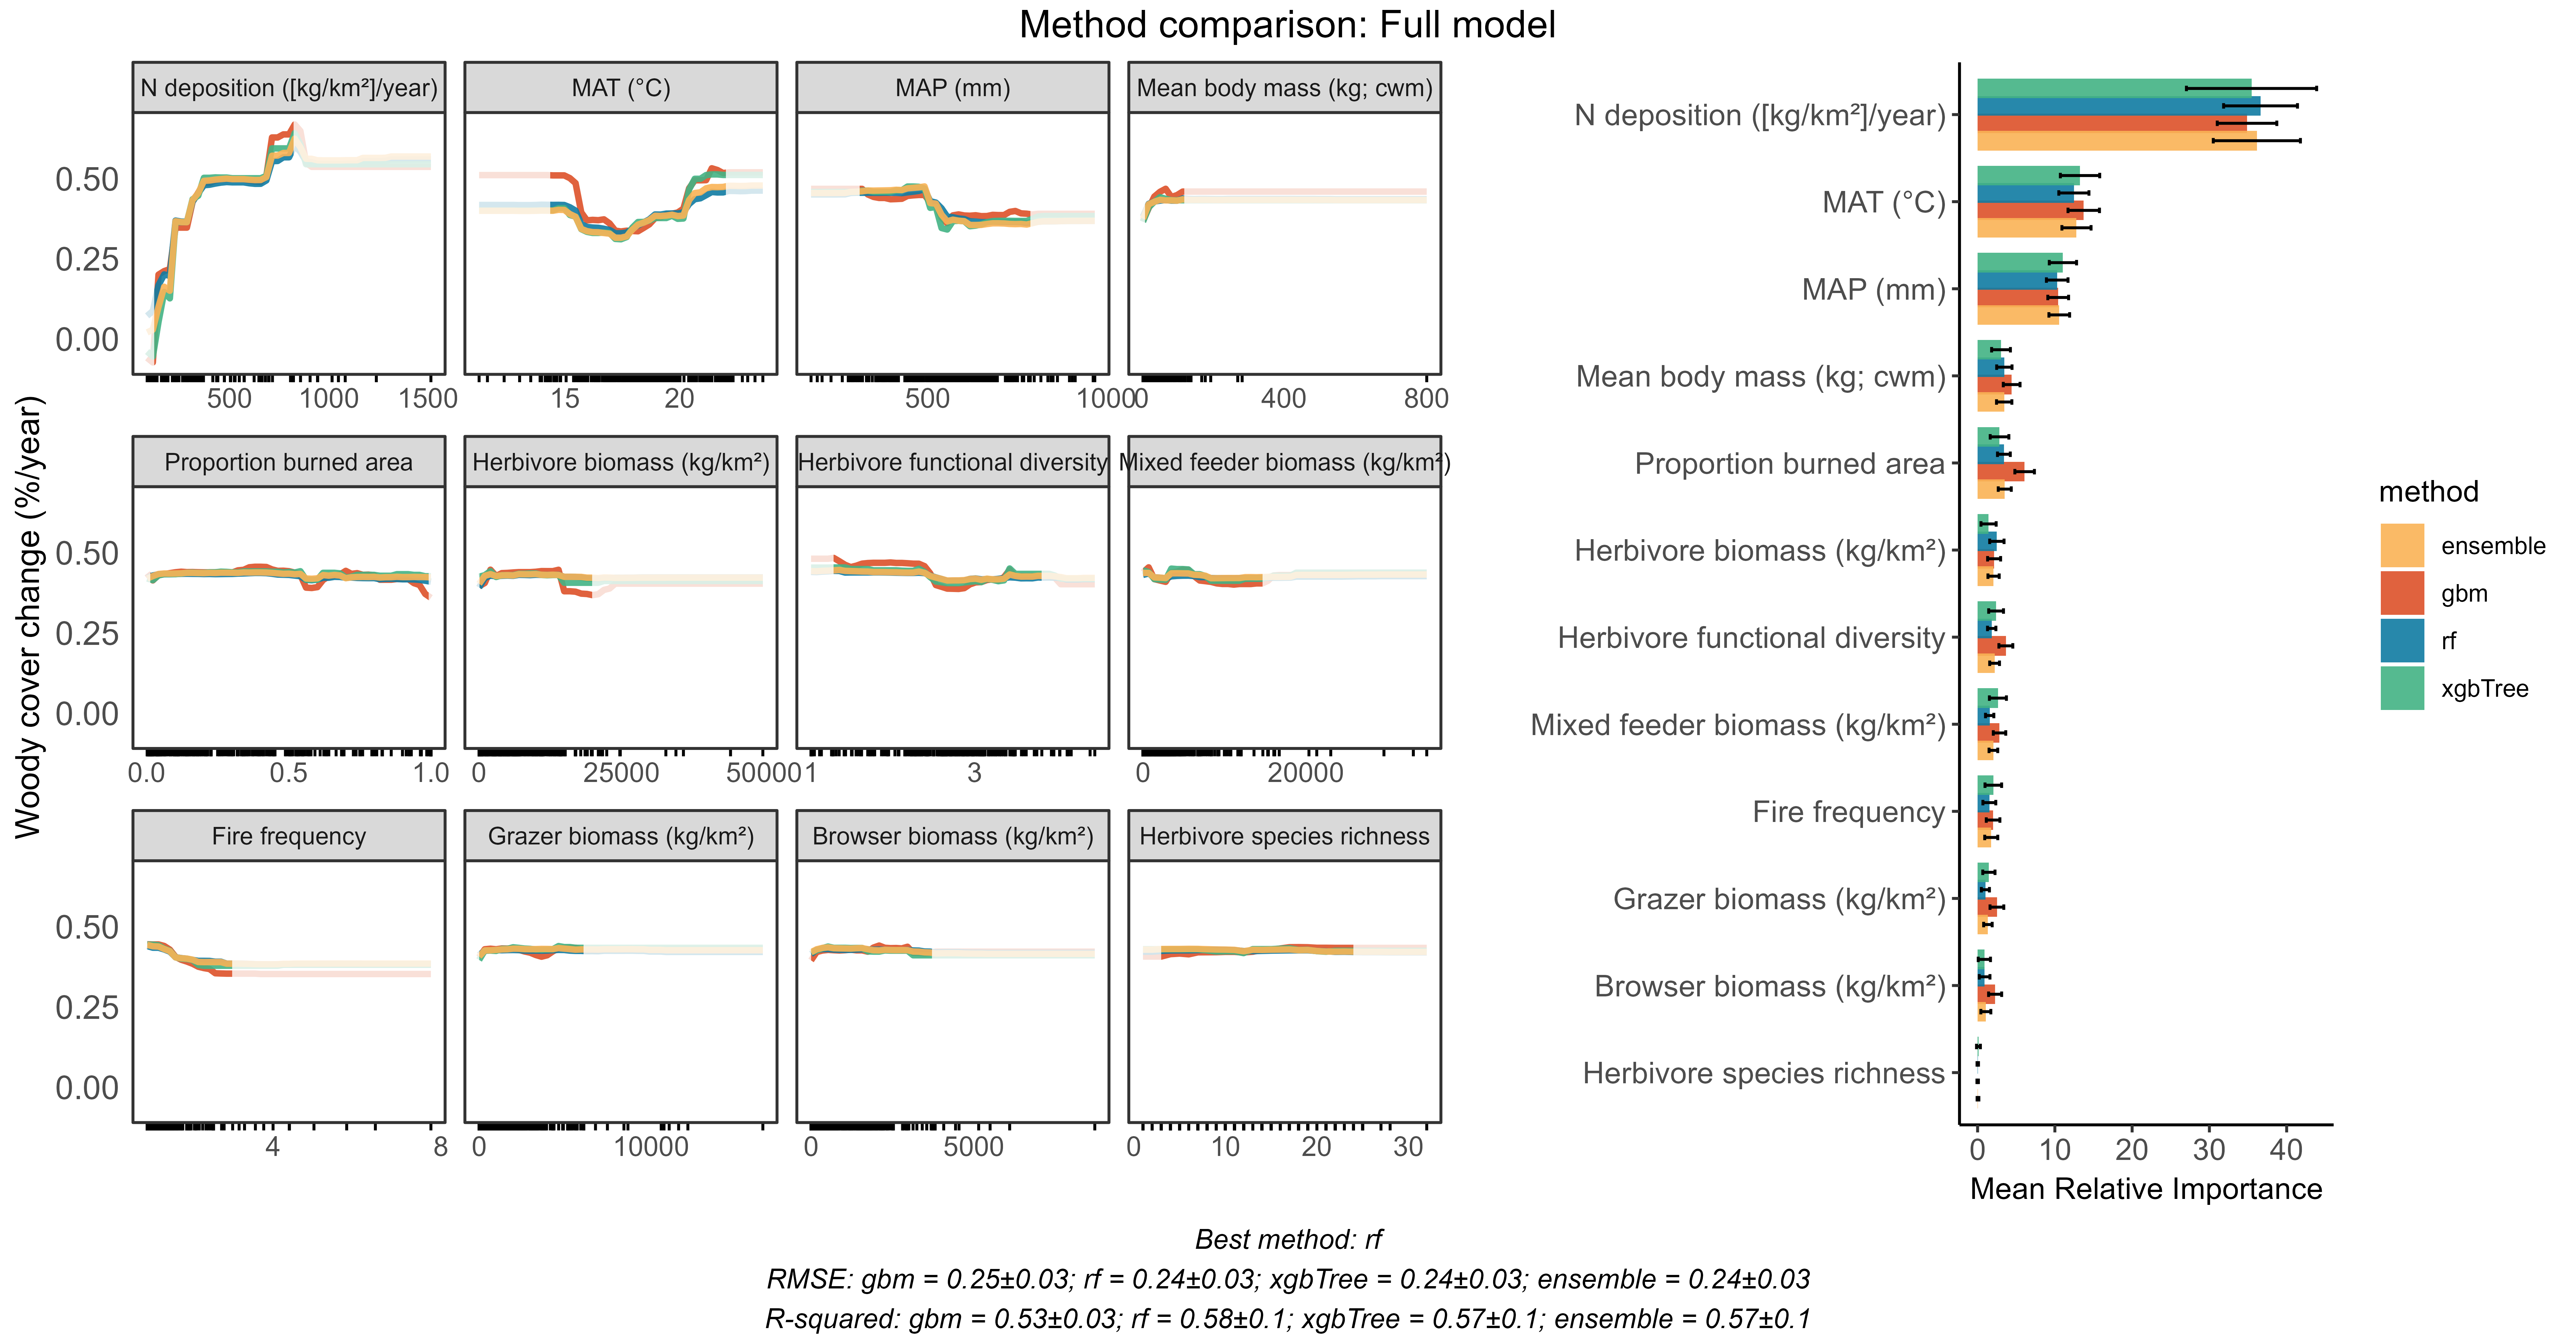 Method comparison: Full model
N deposition ([kg/km²]/year)
MAT (°C)
MAP (mm)
Mean body mass (kg; cwm)
0.50
0.25
0.00
500 1000 1500
15 20
500 1000
0 400 800
Woody cover change (%/year)
Proportion burned area
Herbivore biomass (kg/km²)
Herbivore functional diversity
Mixed feeder biomass (kg/km²)
0.50
0.25
0.00
0.0 0.5 1.0
0 25000 50000
1 3
0 20000
Fire frequency
Grazer biomass (kg/km²)
Browser biomass (kg/km²)
Herbivore species richness
0.50
0.25
0.00
4 8
0 10000
0 5000
10 20 30
N deposition ([kg/km²]/year)
MAT (°C)
MAP (mm)
Mean body mass (kg; cwm)
Proportion burned area
Herbivore biomass (kg/km²)
Herbivore functional diversity
Mixed feeder biomass (kg/km²)
Fire frequency
Grazer biomass (kg/km²)
Browser biomass (kg/km²)
Herbivore species richness
0 10 20 30 40
Mean Relative Importance
method
ensemble
gbm
rf
xgbTree
Best method: rf
RMSE: gbm = 0.25±0.03; rf = 0.24±0.03; xgbTree = 0.24±0.03; ensemble = 0.24±0.03
R-squared: gbm = 0.53±0.03; rf = 0.58±0.1; xgbTree = 0.57±0.1; ensemble = 0.57±0.1